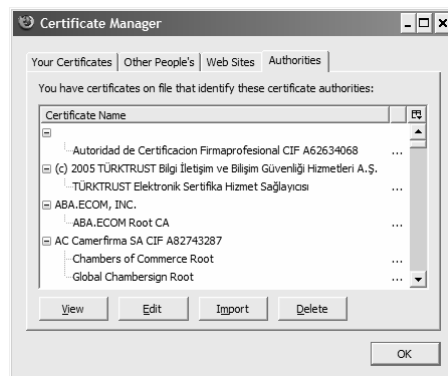 Certificate Manager
Your Certificates Other People's Web Sites Authorities
You have certificates on file that identify these certificate authorities:
Certificate Name
Autoridad de Certificacion Firmaprofesional CIF A62634068 ...
(c) 2005 TÜRKTRUST Bilgi İletişim ve Bilişim Güvenliği Hizmetleri A.Ş.
TÜRKTRUST Elektronik Sertifika Hizmet Sağlayıcısı ...
ABA.ECOM, INC.
ABA.ECOM Root CA ...
AC Camerfirma SA CIF A82743287
Chambers of Commerce Root ...
Global Chambersign Root ...
View Edit Import Delete
OK